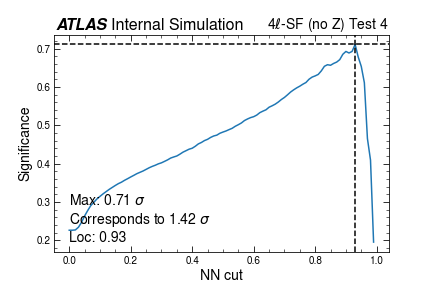 ATLAS Internal Simulation 4ℓ-SF (no Z) Test 4
0.7
0.6
0.5
0.4
0.3
0.2
Significance
Max: 0.71 σ
Corresponds to 1.42 σ
Loc: 0.93
0.0 0.2 0.4 0.6 0.8 1.0
NN cut